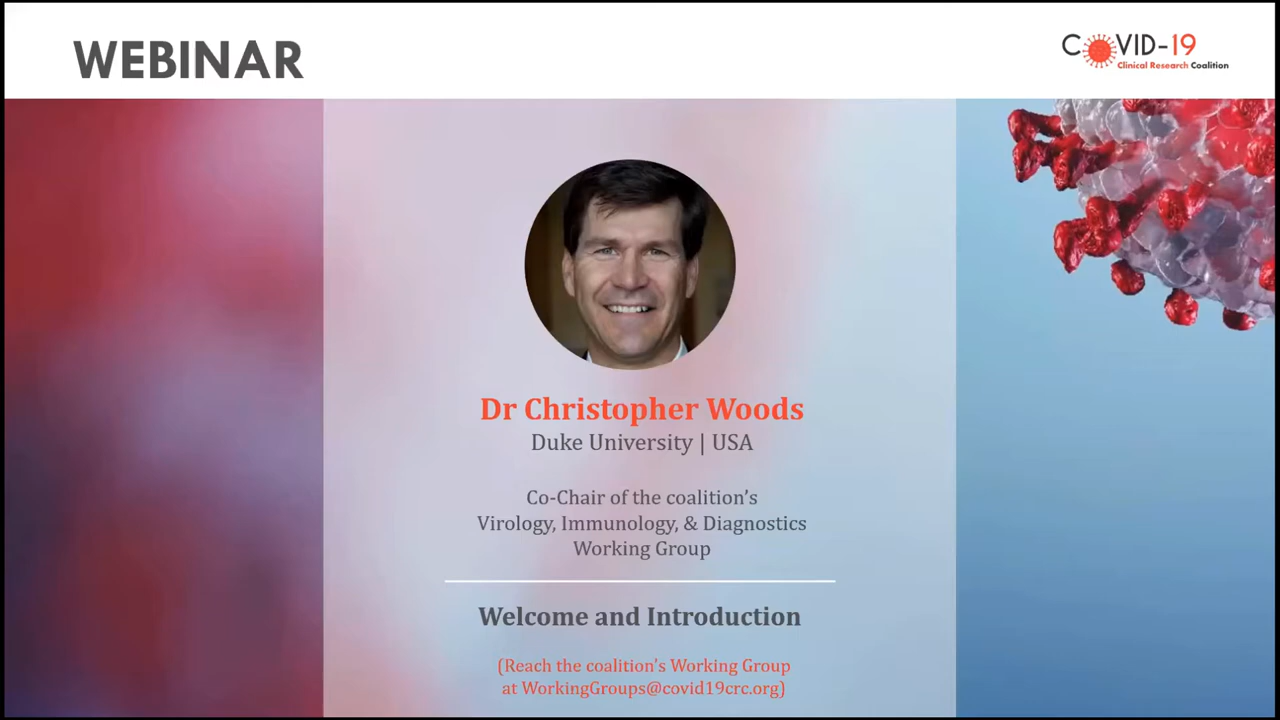 WEBINAR
COVID-19
Clinical Research Coalition
Dr Christopher Woods
Duke University | USA
Co-Chair of the coalition’s
Virology, Immunology, & Diagnostics
Working Group
Welcome and Introduction
(Reach the coalition’s Working Group
at WorkingGroups@covid19crc.org)